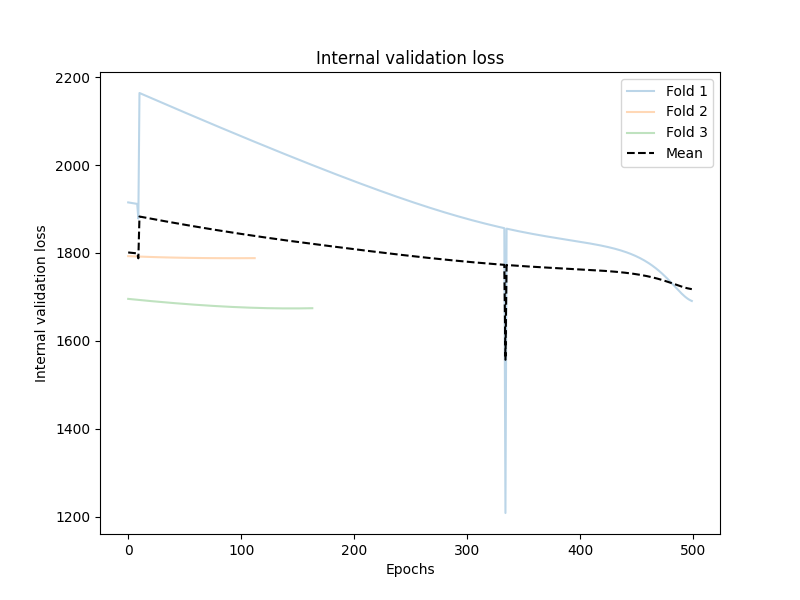 Internal validation loss
2200
2000
1800
1600
1400
1200
Internal validation loss
0 100 200 300 400 500
Epochs
Fold 1
Fold 2
Fold 3
Mean